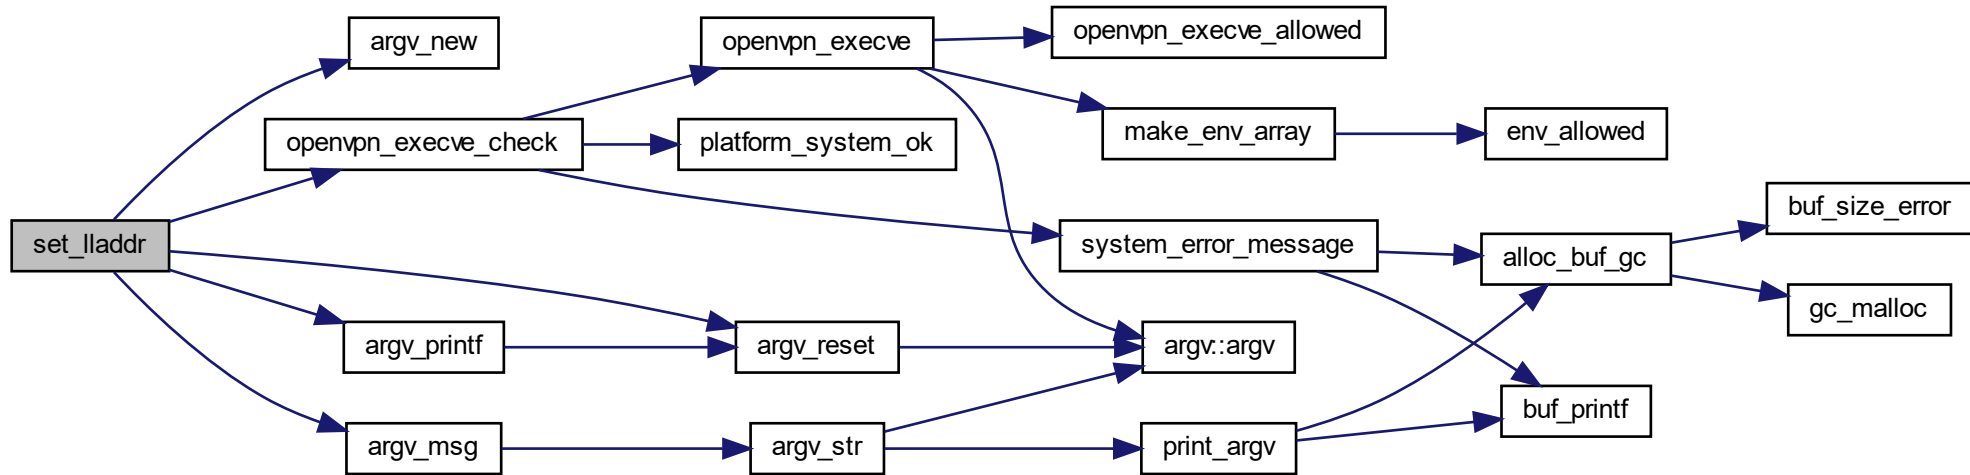 set_lladdr
argv_new
openvpn_execve_check
openvpn_execve
openvpn_execve_allowed
make_env_array
env_allowed
platform_system_ok
system_error_message
alloc_buf_gc
buf_size_error
gc_malloc
argv_printf
argv_reset
argv::argv
buf_printf
argv_msg
argv_str
print_argv